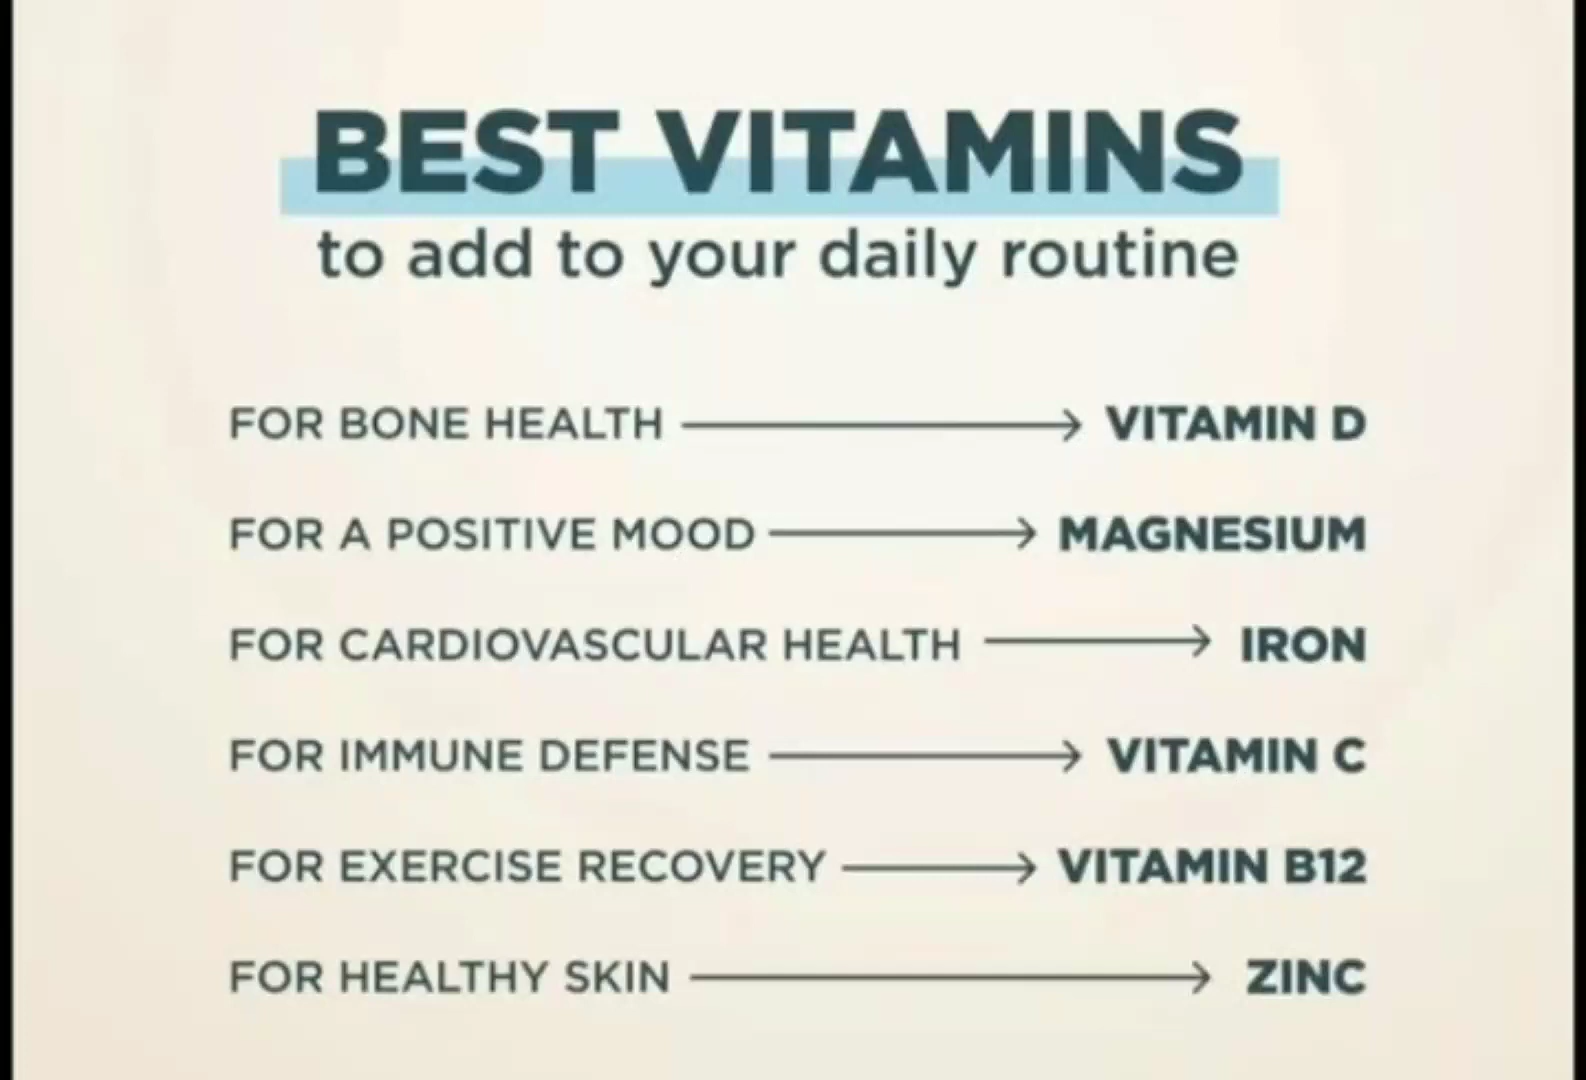 BEST VITAMINS
to add to your daily routine
FOR BONE HEALTH → VITAMIN D
FOR A POSITIVE MOOD → MAGNESIUM
FOR CARDIOVASCULAR HEALTH → IRON
FOR IMMUNE DEFENSE → VITAMIN C
FOR EXERCISE RECOVERY → VITAMIN B12
FOR HEALTHY SKIN → ZINC